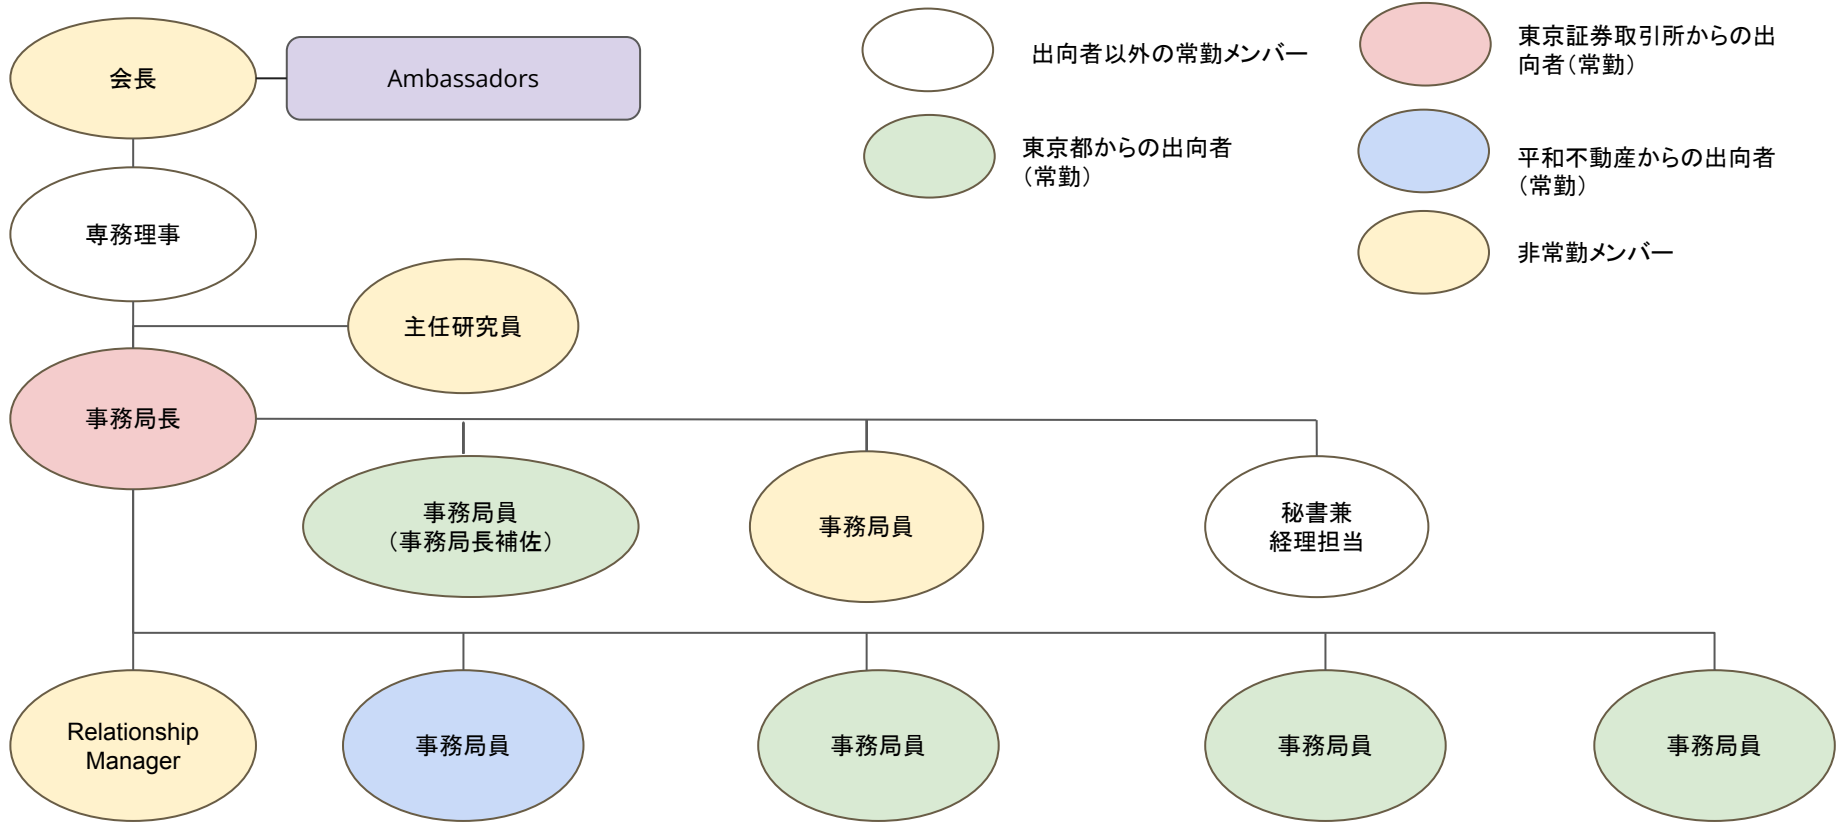 会長
Ambassadors
出向者以外の常勤メンバー
東京証券取引所からの出
向者（常勤）
東京都からの出向者
（常勤）
平和不動産からの出向者
（常勤）
非常勤メンバー
専務理事
主任研究員
事務局長
事務局員
（事務局長補佐）
事務局員
秘書兼
経理担当
Relationship
Manager
事務局員
事務局員
事務局員
事務局員